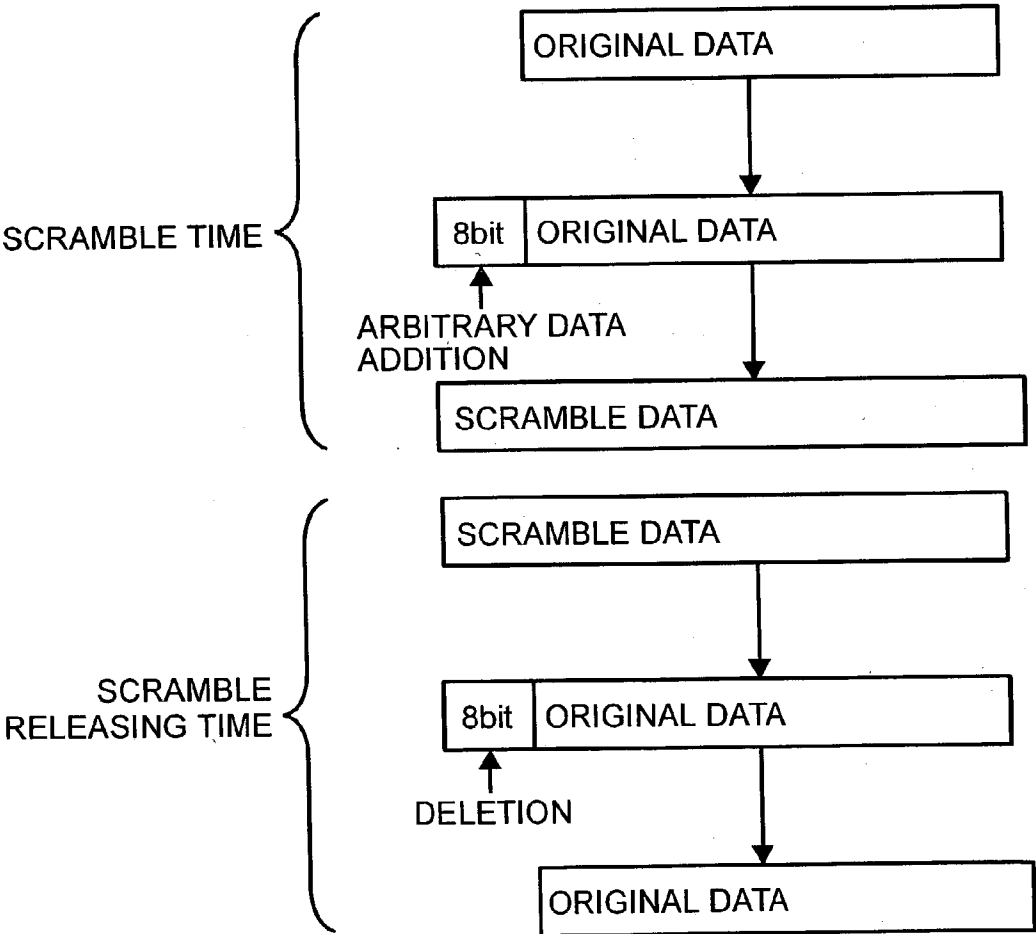 ORIGINAL DATA
SCRAMBLE TIME
8bit ORIGINAL DATA
ARBITRARY DATA
ADDITION
SCRAMBLE DATA
SCRAMBLE DATA
SCRAMBLE
RELEASING TIME
8bit ORIGINAL DATA
DELETION
ORIGINAL DATA